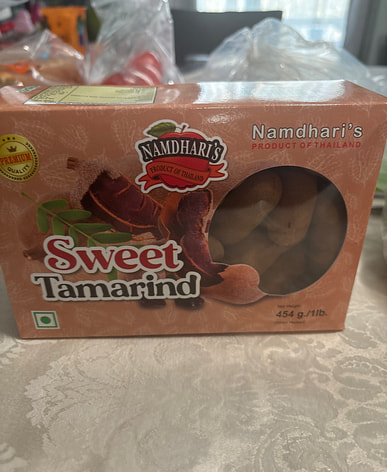 NAMDHARI'S
PRODUCT OF THAILAND
Namdhari's
PRODUCT OF THAILAND
PREMIUM
QUALITY
Sweet
Tamarind
454 g./1lb.